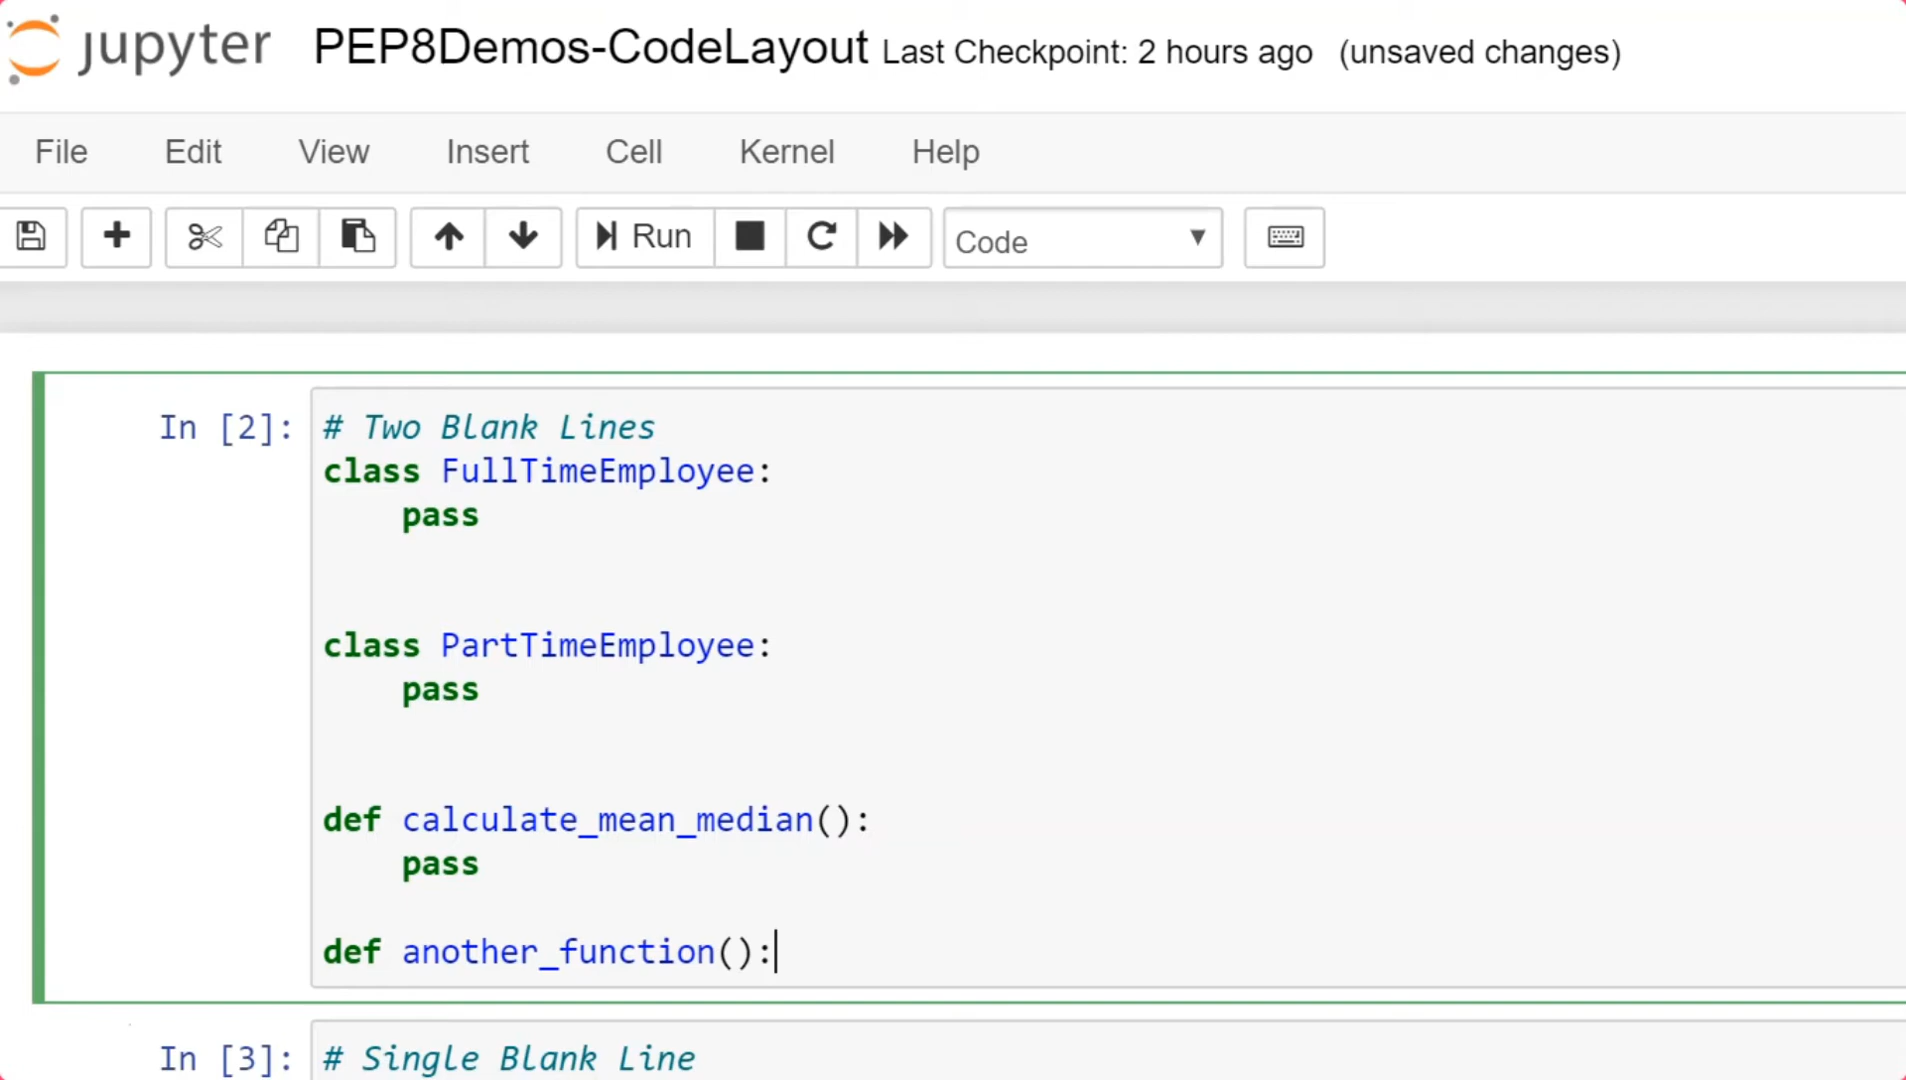 jupyter PEP8Demos-CodeLayout Last Checkpoint: 2 hours ago (unsaved changes)
File Edit View Insert Cell Kernel Help
Run Code
In [2]: # Two Blank Lines
class FullTimeEmployee:
    pass
class PartTimeEmployee:
    pass
def calculate_mean_median():
    pass
def another_function():
In [3]: # Single Blank Line